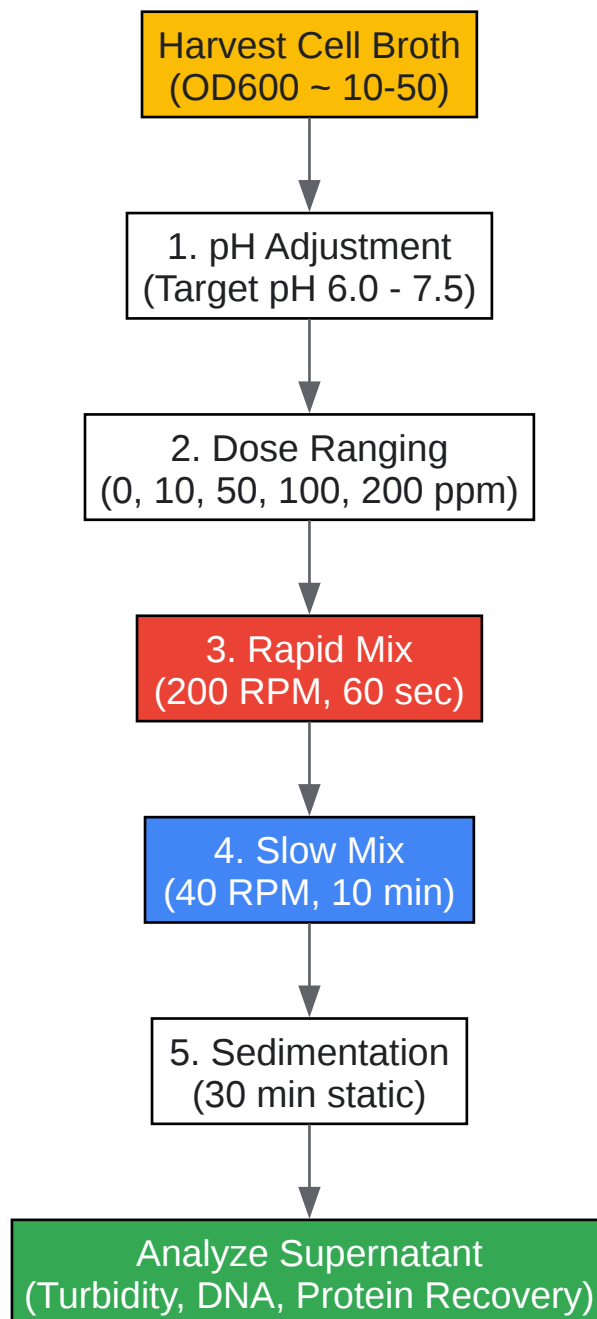 Harvest Cell Broth
(OD600 ~ 10-50)
1. pH Adjustment
(Target pH 6.0 - 7.5)
2. Dose Ranging
(0, 10, 50, 100, 200 ppm)
3. Rapid Mix
(200 RPM, 60 sec)
4. Slow Mix
(40 RPM, 10 min)
5. Sedimentation
(30 min static)
Analyze Supernatant
(Turbidity, DNA, Protein Recovery)